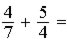 4/7 + 5/4 =